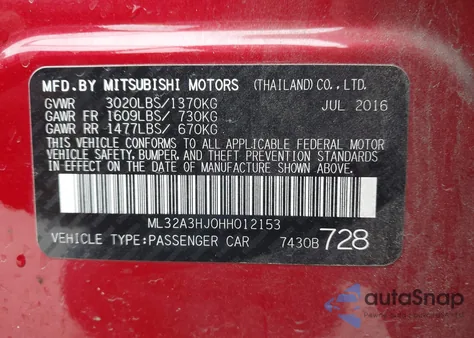 MFD.BY MITSUBISHI MOTORS (THAILAND) CO.,LTD.
GVWR 3020LBS/1370KG JUL 2016
GAWR FR 1609LBS/ 730KG
GAWR RR 1477LBS/ 670KG
THIS VEHICLE CONFORMS TO ALL APPLICABLE FEDERAL MOTOR
VEHICLE SAFETY, BUMPER, AND THEFT PREVENTION STANDARDS
IN EFFECT ON THE DATE OF MANUFACTURE SHOWN ABOVE.
ML32A3HJ0HH012153
VEHICLE TYPE:PASSENGER CAR 7430B 728
autoSnap